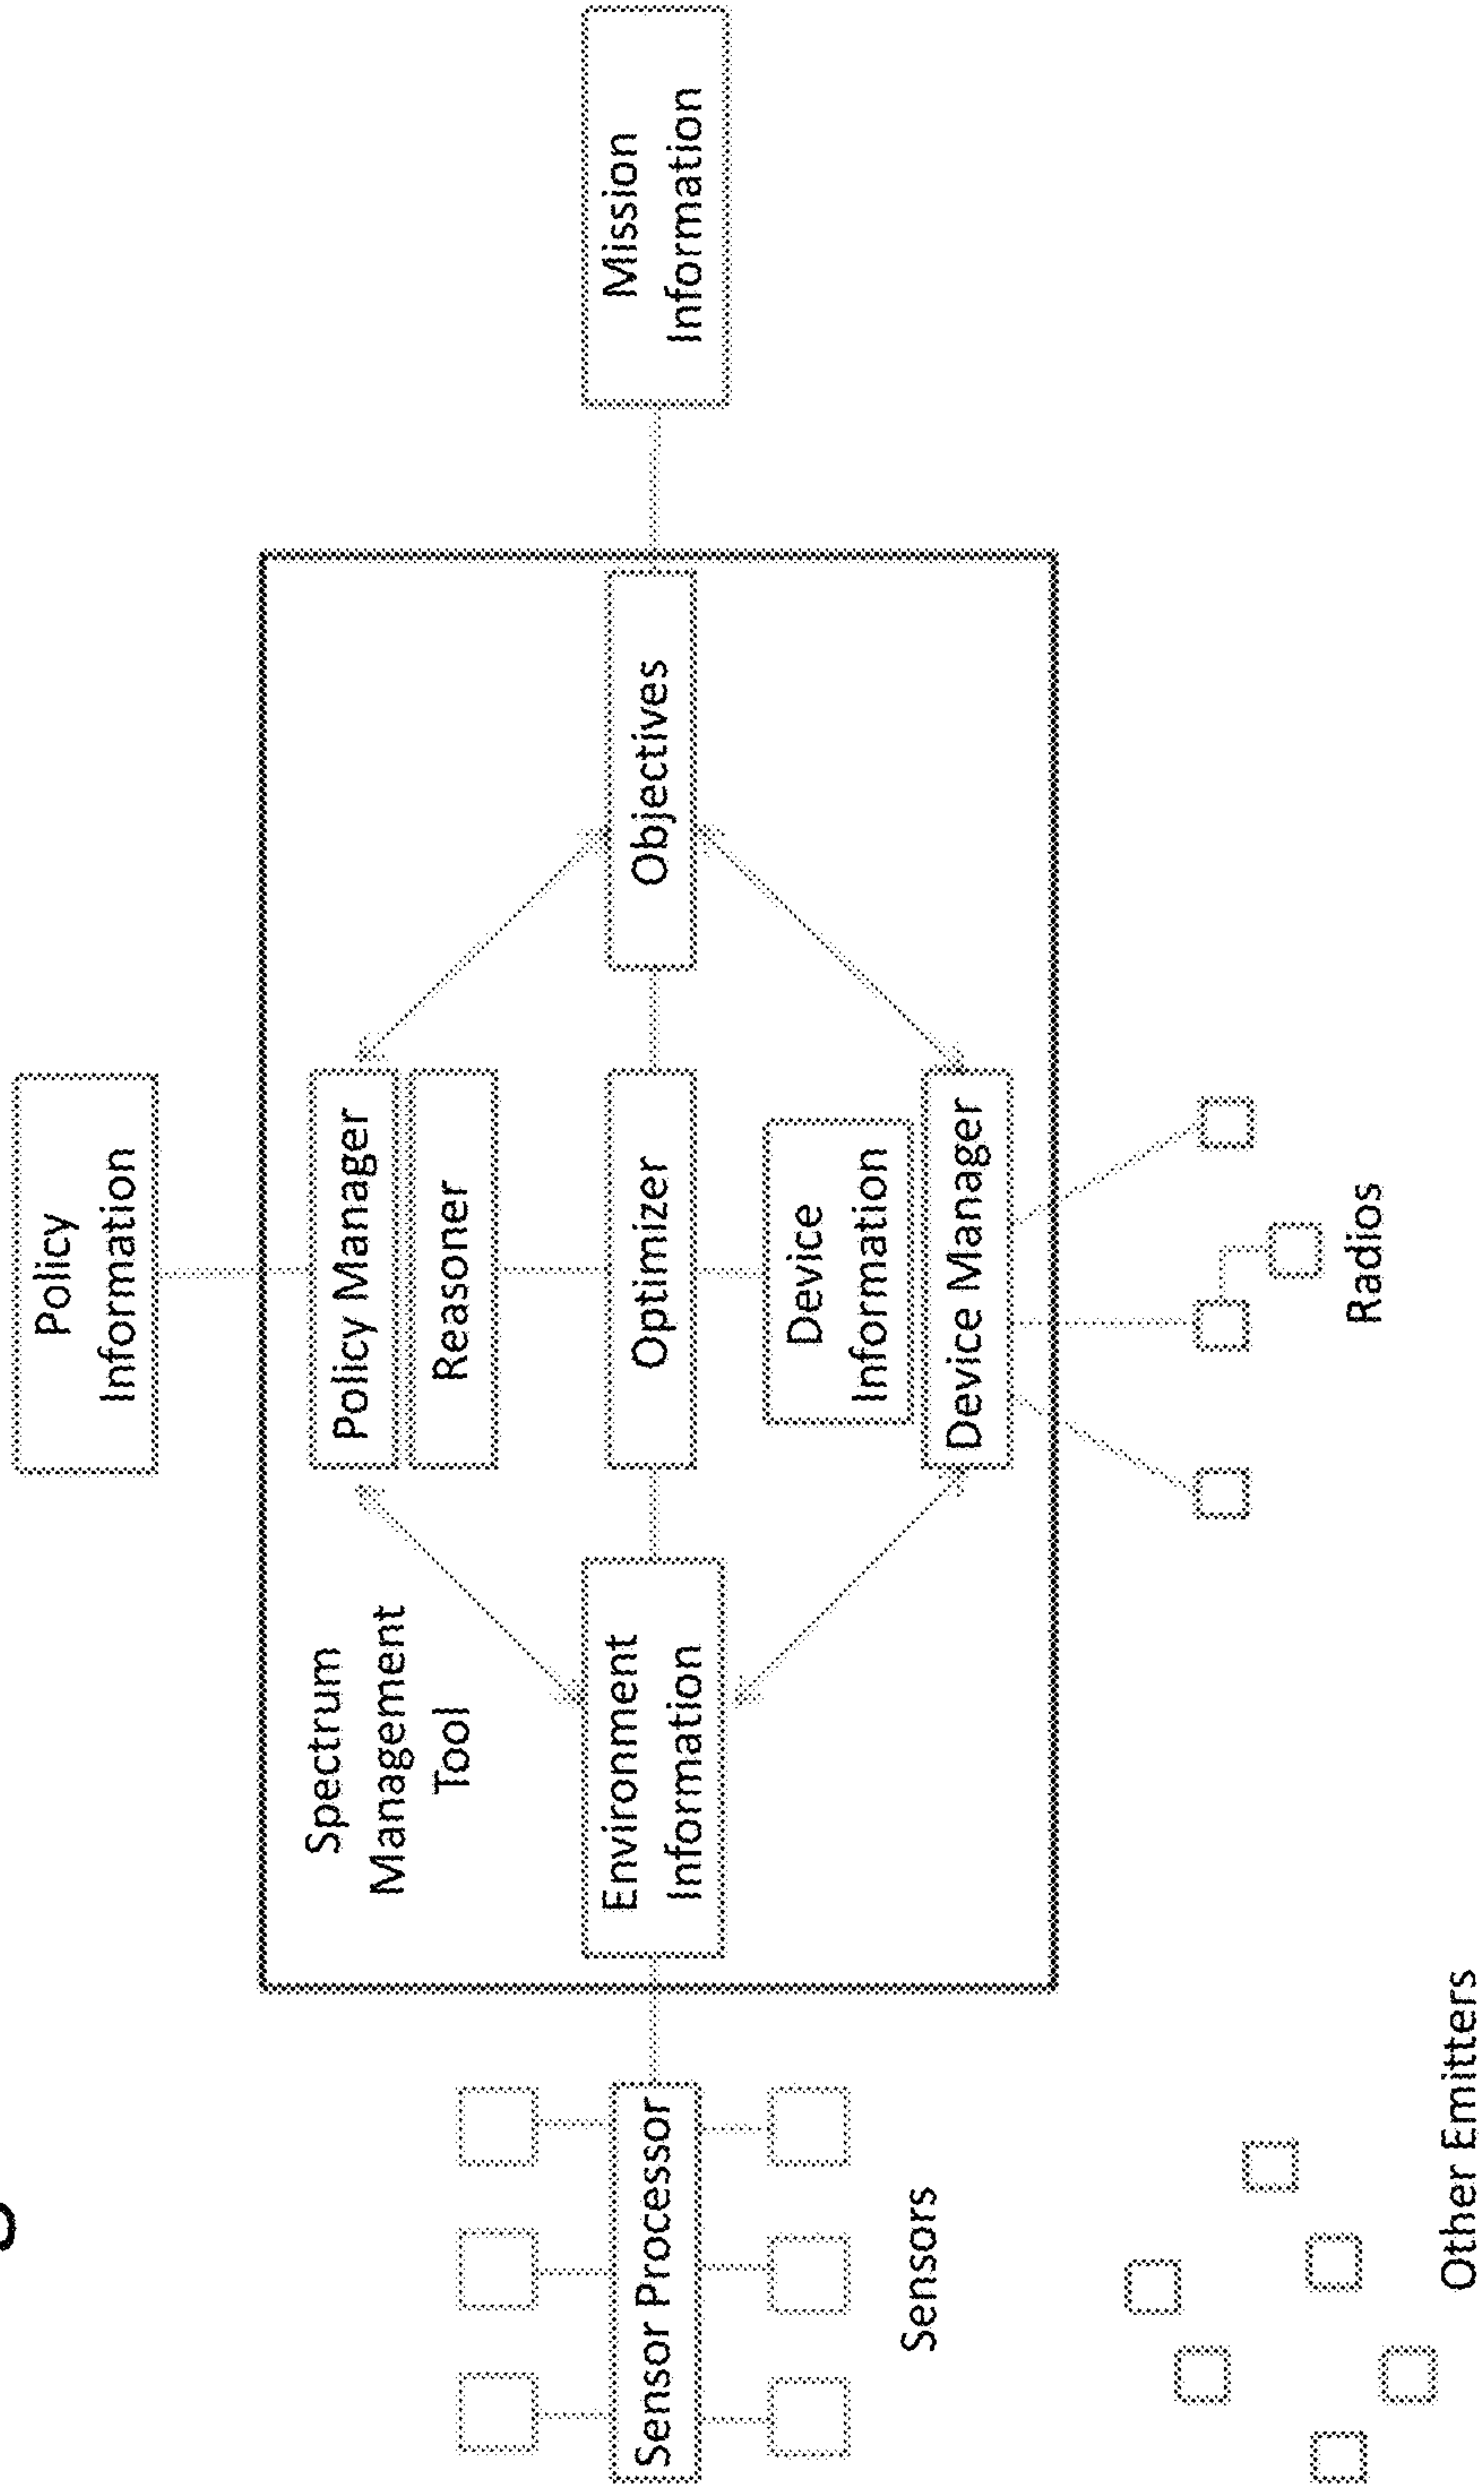 Policy
Information
Spectrum
Management
Tool
Policy Manager
Reasoner
Sensor Processor
Environment
Information
Optimizer
Objectives
Mission
Information
Device
Information
Device Manager
Sensors
Radios
Other Emitters